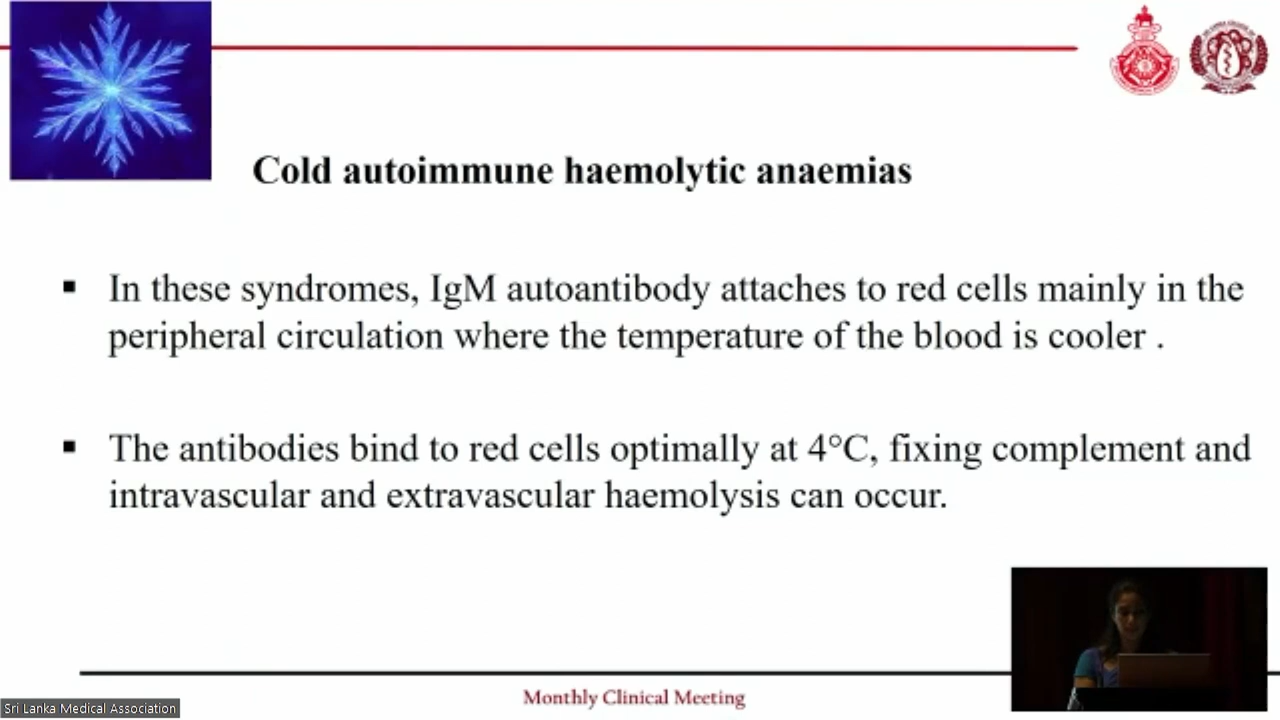 Cold autoimmune haemolytic anaemias
▪ In these syndromes, IgM autoantibody attaches to red cells mainly in the
peripheral circulation where the temperature of the blood is cooler .
▪ The antibodies bind to red cells optimally at 4°C, fixing complement and
intravascular and extravascular haemolysis can occur.
Monthly Clinical Meeting
Sri Lanka Medical Association